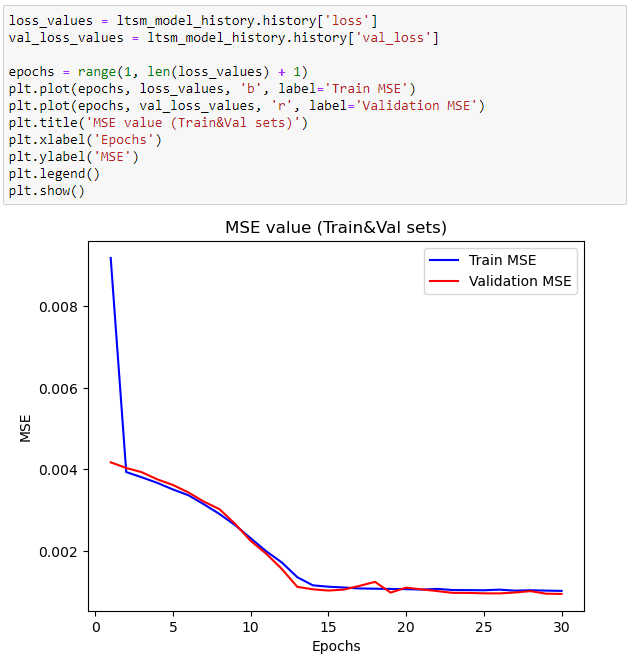 loss_values = ltsm_model_history.history['loss']
val_loss_values = ltsm_model_history.history['val_loss']
epochs = range(1, len(loss_values) + 1)
plt.plot(epochs, loss_values, 'b', label='Train MSE')
plt.plot(epochs, val_loss_values, 'r', label='Validation MSE')
plt.title('MSE value (Train&Val sets)')
plt.xlabel('Epochs')
plt.ylabel('MSE')
plt.legend()
plt.show()
MSE value (Train&Val sets)
Train MSE
Validation MSE
0.008
0.006
0.004
0.002
MSE
0 5 10 15 20 25 30
Epochs